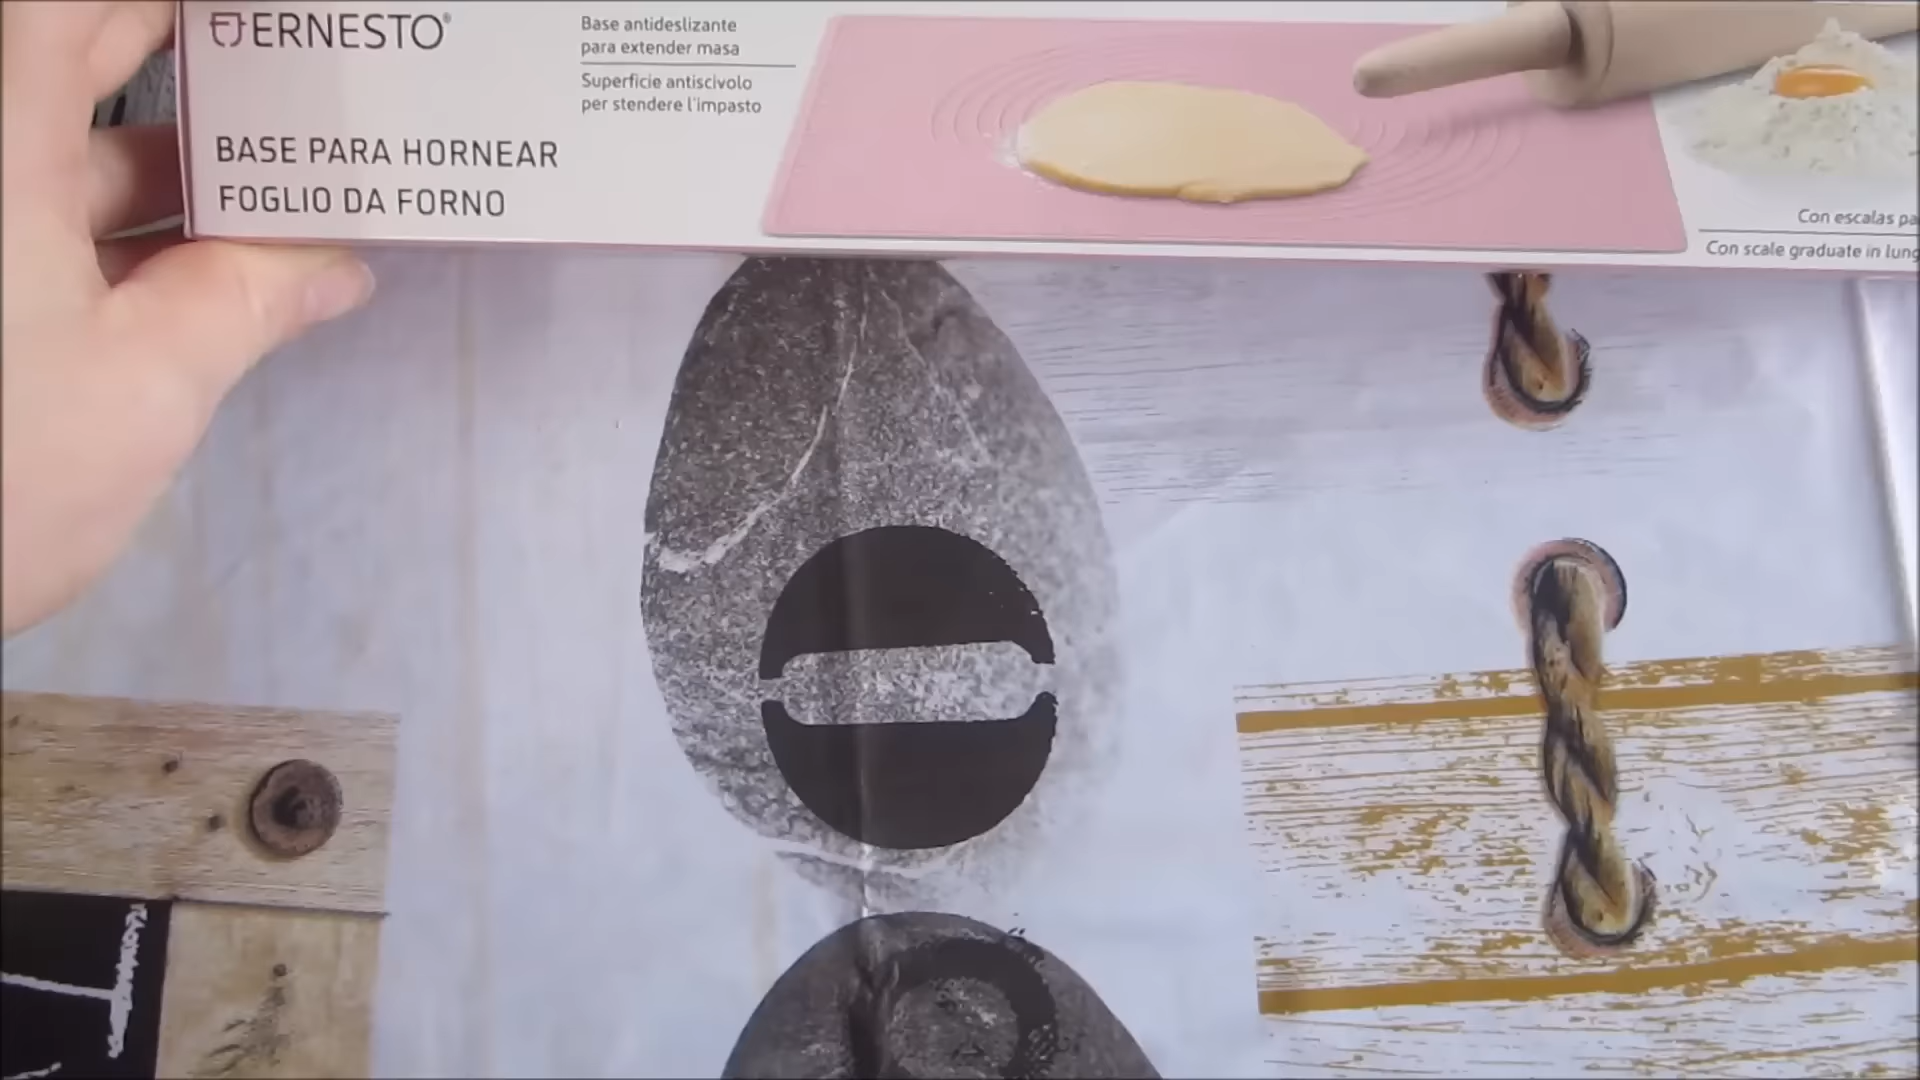 ERNESTO®
Base antideslizante
para extender masa
Superficie antiscivolo
per stendere l'impasto
BASE PARA HORNEAR
FOGLIO DA FORNO
Con escalas
Con scale graduate in